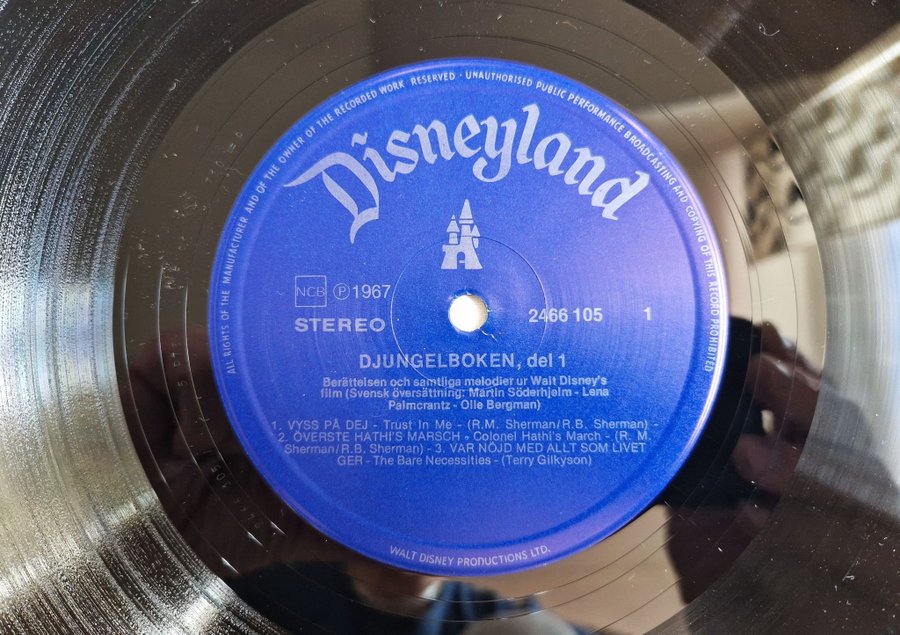 ALL RIGHTS OF THE MANUFACTURER AND OF THE OWNER OF THE RECORDED WORK RESERVED · UNAUTHORISED PUBLIC PERFORMANCE BROADCASTING AND COPYING OF THIS RECORD PROHIBITED
Disneyland
NCB ℗ 1967
STEREO
2466 105 1
DJUNGELBOKEN, del 1
Berättelsen och samtliga melodier ur Walt Disney's
film (Svensk översättning: Martin Söderhjelm - Lena
Palmcrantz - Olle Bergman)
1. VYSS PÅ DEJ - Trust In Me - (R.M. Sherman/R.B. Sherman) -
2. ÖVERSTE HATHI'S MARSCH - Colonel Hathi's March - (R. M.
Sherman/R.B. Sherman) - 3. VAR NÖJD MED ALLT SOM LIVET
GER - The Bare Necessities - (Terry Gilkyson)
WALT DISNEY PRODUCTIONS LTD.